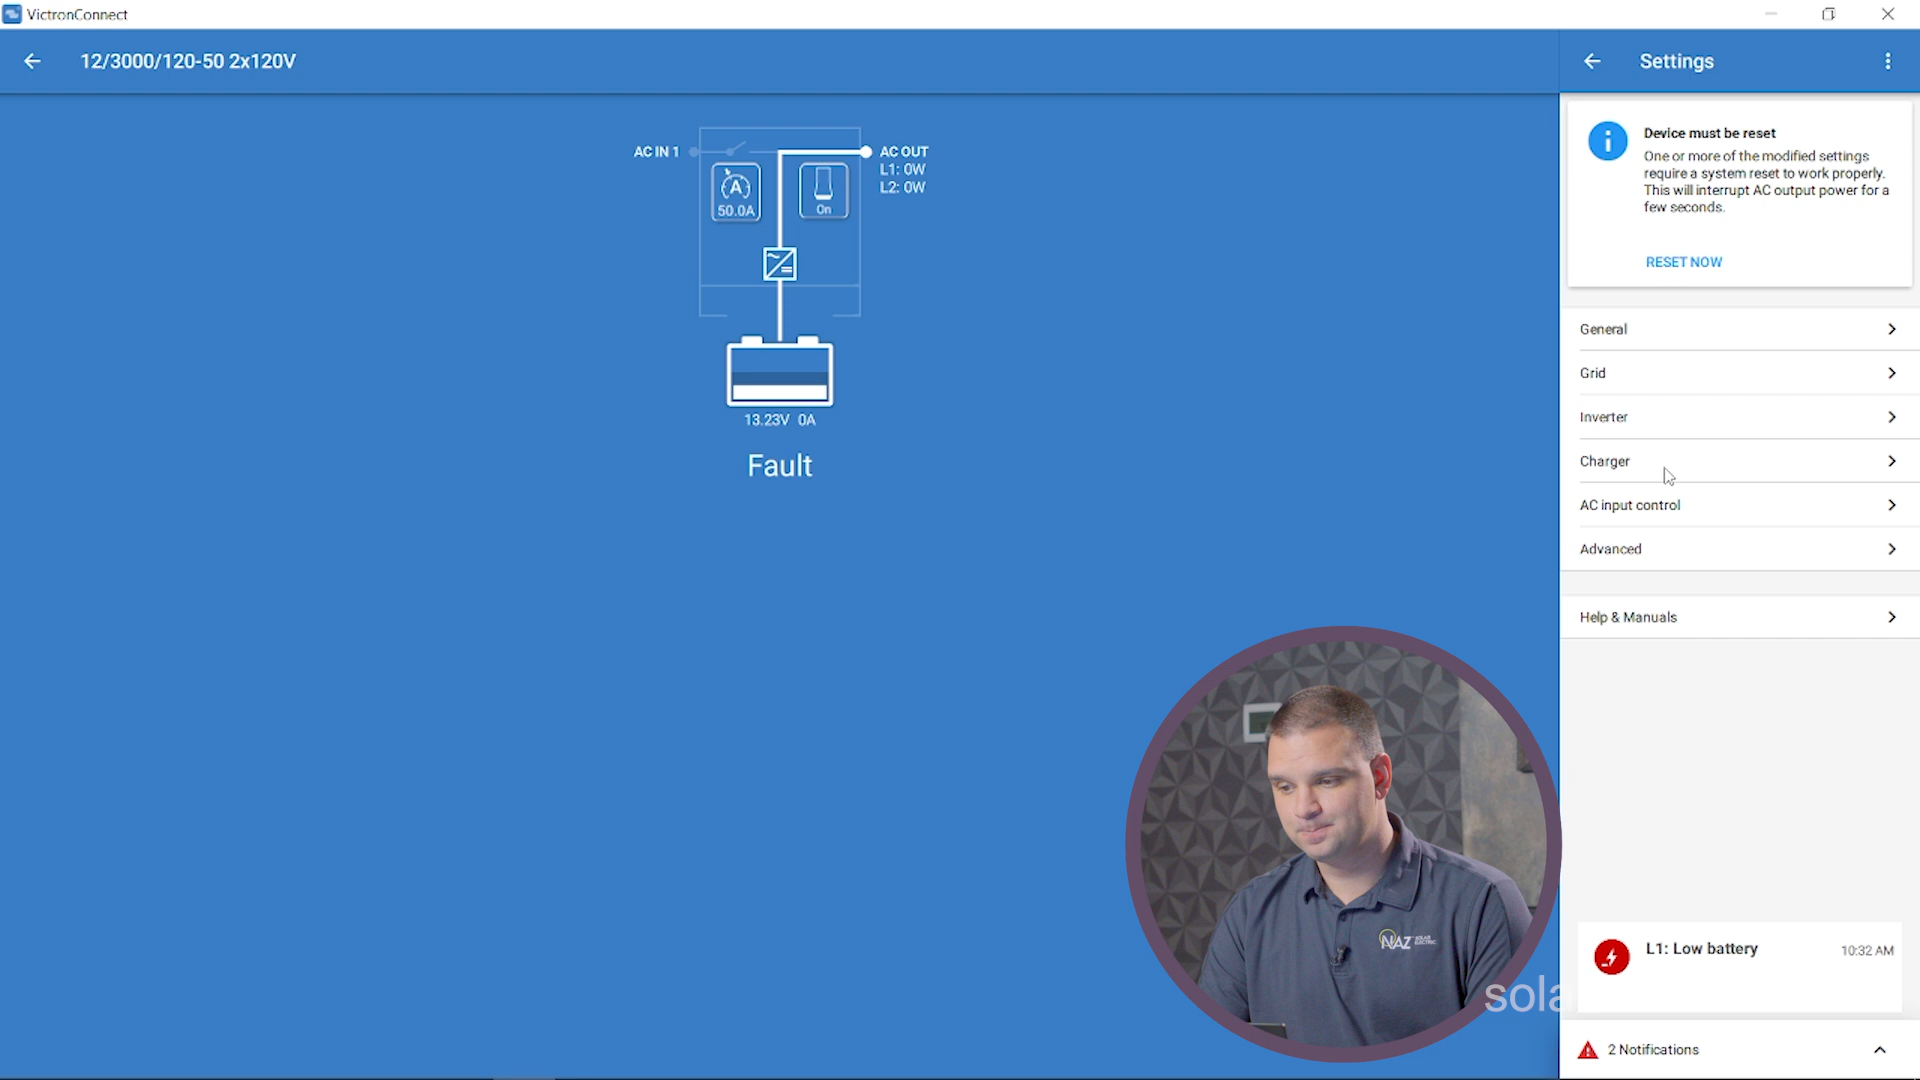 VictronConnect
12/3000/120-50 2x120V
Settings
AC IN 1
AC OUT
L1: 0W
L2: 0W
A
50.0A
On
13.23V 0A
Fault
Device must be reset
One or more of the modified settings
require a system reset to work properly.
This will interrupt AC output power for a
few seconds.
RESET NOW
General
Grid
Inverter
Charger
AC input control
Advanced
Help & Manuals
NAZ SOLAR
ELECTRIC
sola
L1: Low battery
10:32 AM
2 Notifications